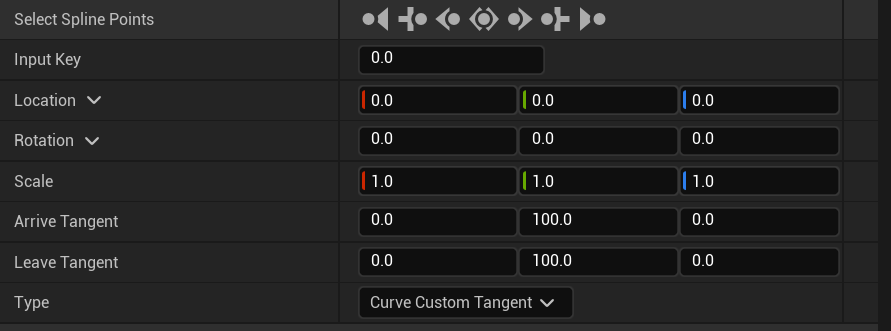 Select Spline Points
Input Key 0.0
Location 0.0 0.0 0.0
Rotation 0.0 0.0 0.0
Scale 1.0 1.0 1.0
Arrive Tangent 0.0 100.0 0.0
Leave Tangent 0.0 100.0 0.0
Type Curve Custom Tangent